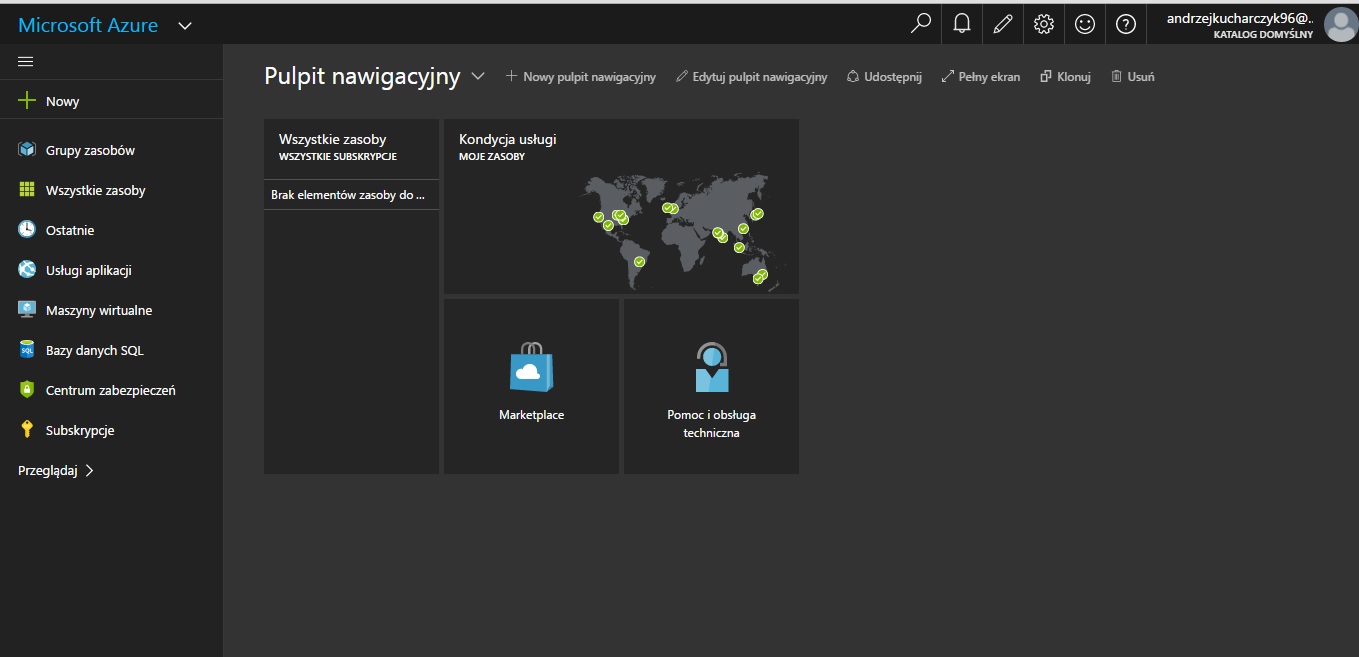 Microsoft Azure
andrzejkucharczyk96@..
KATALOG DOMYŚLNY
Nowy
Grupy zasobów
Wszystkie zasoby
Ostatnie
Usługi aplikacji
Maszyny wirtualne
Bazy danych SQL
Centrum zabezpieczeń
Subskrypcje
Przeglądaj
Pulpit nawigacyjny
Nowy pulpit nawigacyjny
Edytuj pulpit nawigacyjny
Udostępnij
Pełny ekran
Klonuj
Usuń
Wszystkie zasoby
WSZYSTKIE SUBSKRYPCJE
Brak elementów zasoby do ...
Kondycja usługi
MOJE ZASOBY
Marketplace
Pomoc i obsługa
techniczna
SQL